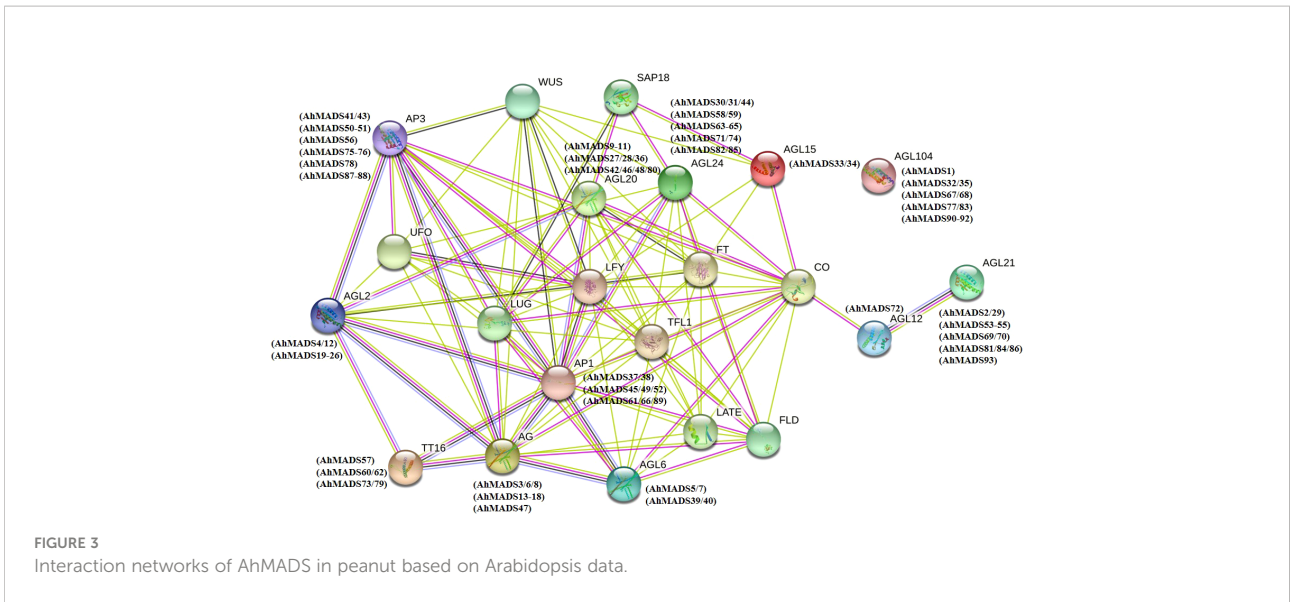 WUS
SAP18
(AhMADS30/31/44)
(AhMADS58/59)
(AhMADS63-65)
(AhMADS71/74)
(AhMADS82/85)
AP3
(AhMADS41/43)
(AhMADS50-51)
(AhMADS56)
(AhMADS75-76)
(AhMADS78)
(AhMADS87-88)
(AhMADS9-11)
(AhMADS27/28/36)
(AhMADS42/46/48/80)
AGL20
AGL24
AGL15
(AhMADS33/34)
AGL104
(AhMADS1)
(AhMADS32/35)
(AhMADS67/68)
(AhMADS77/83)
(AhMADS90-92)
UFO
LFY
FT
CO
AGL21
(AhMADS2/29)
(AhMADS53-55)
(AhMADS69/70)
(AhMADS81/84/86)
(AhMADS93)
(AhMADS72)
AGL12
AGL2
(AhMADS4/12)
(AhMADS19-26)
LUG
TFL1
AP1
(AhMADS37/38)
(AhMADS45/49/52)
(AhMADS61/66/89)
LATE
FLD
TT16
(AhMADS57)
(AhMADS60/62)
(AhMADS73/79)
AG
(AhMADS3/6/8)
(AhMADS13-18)
(AhMADS47)
AGL6
(AhMADS5/7)
(AhMADS39/40)
FIGURE 3
Interaction networks of AhMADS in peanut based on Arabidopsis data.